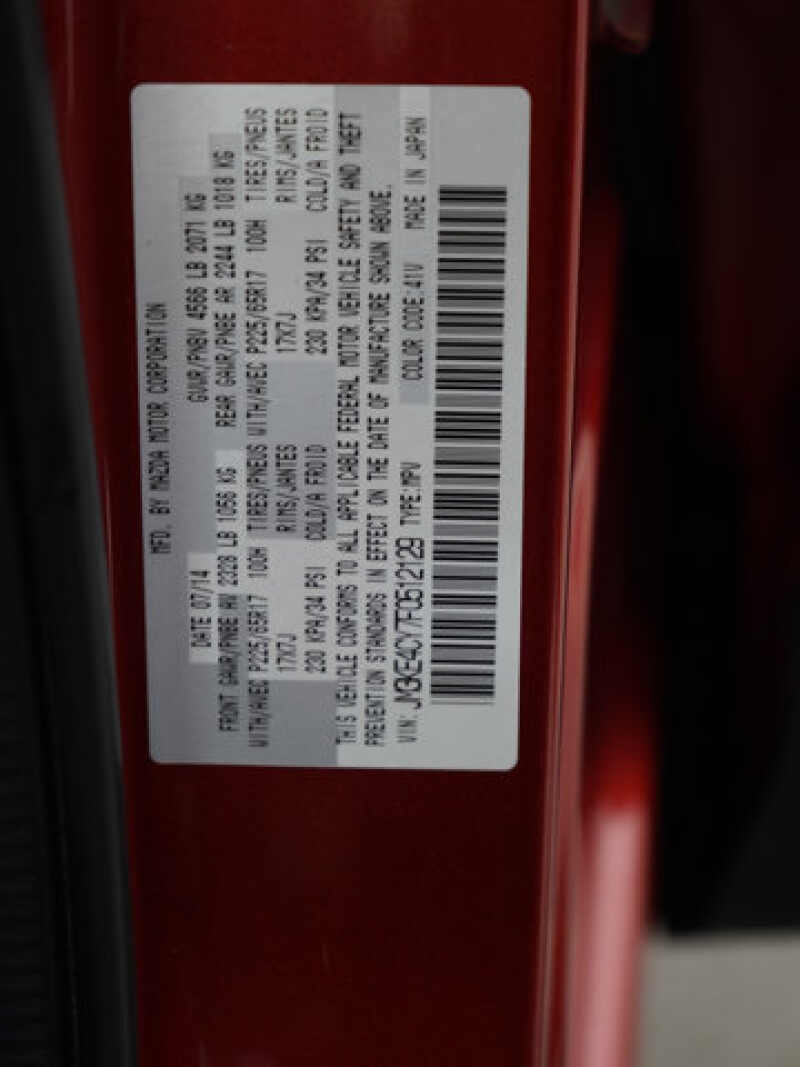 MFD. BY MAZDA MOTOR CORPORATION
DATE 07/14 GVWR/PNBV 4566 LB 2071 KG
FRONT GAWR/PNBE AV 2328 LB 1056 KG REAR GAWR/PNBE AR 2244 LB 1018 KG
WITH/AVEC P225/65R17 100H TIRES/PNEUS WITH/AVEC P225/65R17 100H TIRES/PNEUS
17X7J RIMS/JANTES 17X7J RIMS/JANTES
230 KPA/34 PSI COLD/A FROID 230 KPA/34 PSI COLD/A FROID
THIS VEHICLE CONFORMS TO ALL APPLICABLE FEDERAL MOTOR VEHICLE SAFETY AND THEFT
PREVENTION STANDARDS IN EFFECT ON THE DATE OF MANUFACTURE SHOWN ABOVE.
VIN: JM3KE4CY7F0512129 TYPE:MPV COLOR CODE:41V MADE IN JAPAN